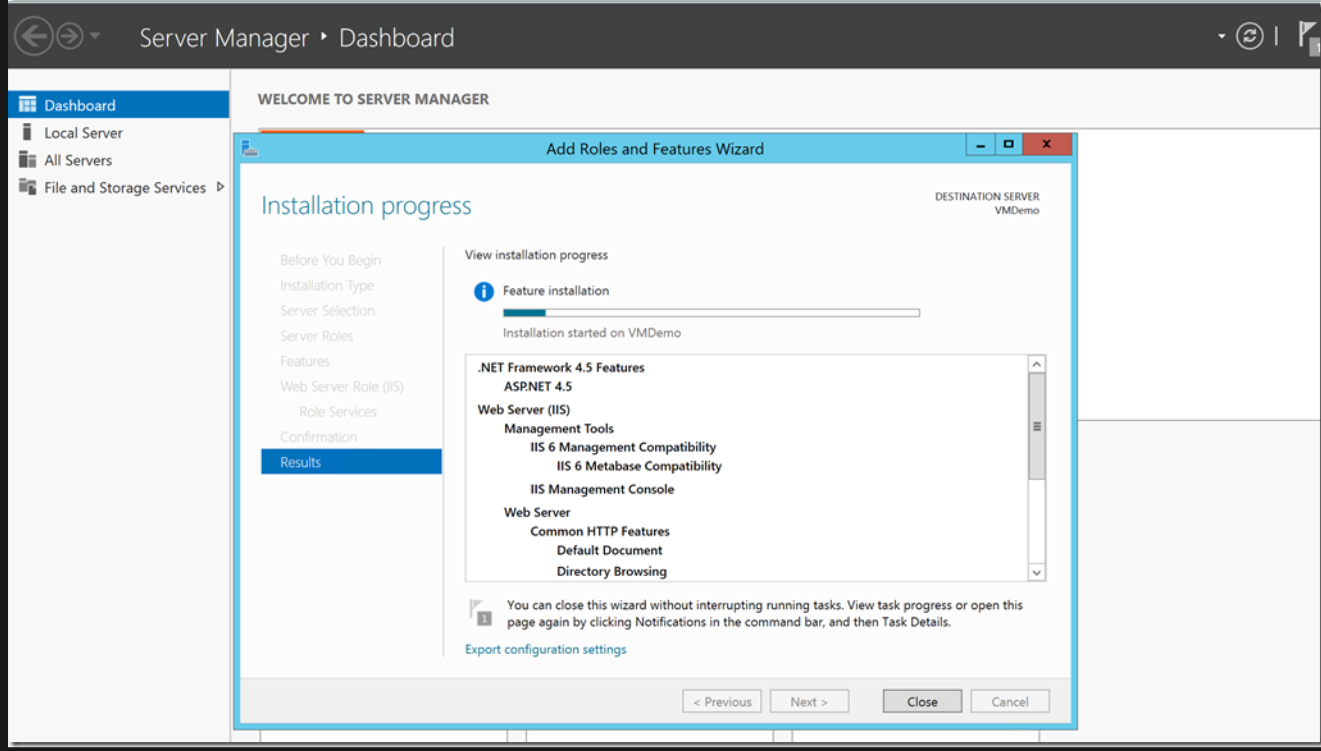 Server Manager ‣ Dashboard
1
Dashboard
Local Server
All Servers
File and Storage Services
WELCOME TO SERVER MANAGER
Add Roles and Features Wizard
Installation progress
DESTINATION SERVER
VMDemo
Before You Begin
Installation Type
Server Selection
Server Roles
Features
Web Server Role (IIS)
Role Services
Confirmation
Results
View installation progress
Feature installation
Installation started on VMDemo
.NET Framework 4.5 Features
ASP.NET 4.5
Web Server (IIS)
Management Tools
IIS 6 Management Compatibility
IIS 6 Metabase Compatibility
IIS Management Console
Web Server
Common HTTP Features
Default Document
Directory Browsing
1
You can close this wizard without interrupting running tasks. View task progress or open this
page again by clicking Notifications in the command bar, and then Task Details.
Export configuration settings
< Previous
Next >
Close
Cancel